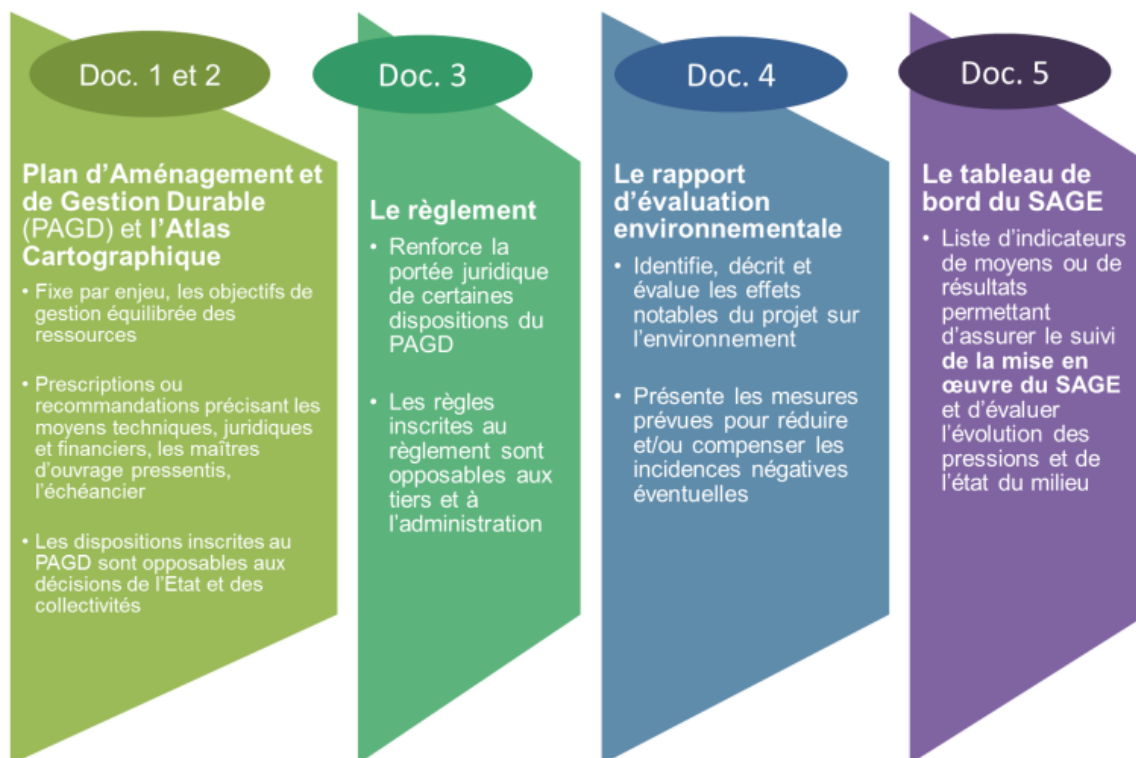 Doc. 1 et 2
Plan d’Aménagement et
de Gestion Durable
(PAGD) et l’Atlas
Cartographique
• Fixe par enjeu, les objectifs de
gestion équilibrée des
ressources
• Prescriptions ou
recommandations précisant les
moyens techniques, juridiques
et financiers, les maîtres
d’ouvrage pressentis,
l’échéancier
• Les dispositions inscrites au
PAGD sont opposables aux
décisions de l’Etat et des
collectivités
Doc. 3
Le règlement
• Renforce la
portée juridique
de certaines
dispositions du
PAGD
• Les règles
inscrites au
règlement sont
opposables aux
tiers et à
l’administration
Doc. 4
Le rapport
d’évaluation
environnementale
• Identifie, décrit et
évalue les effets
notables du projet sur
l’environnement
• Présente les mesures
prévues pour réduire
et/ou compenser les
incidences négatives
éventuelles
Doc. 5
Le tableau de
bord du SAGE
• Liste d’indicateurs
de moyens ou de
résultats
permettant
d’assurer le suivi
de la mise en
œuvre du SAGE
et d’évaluer
l’évolution des
pressions et de
l’état du milieu